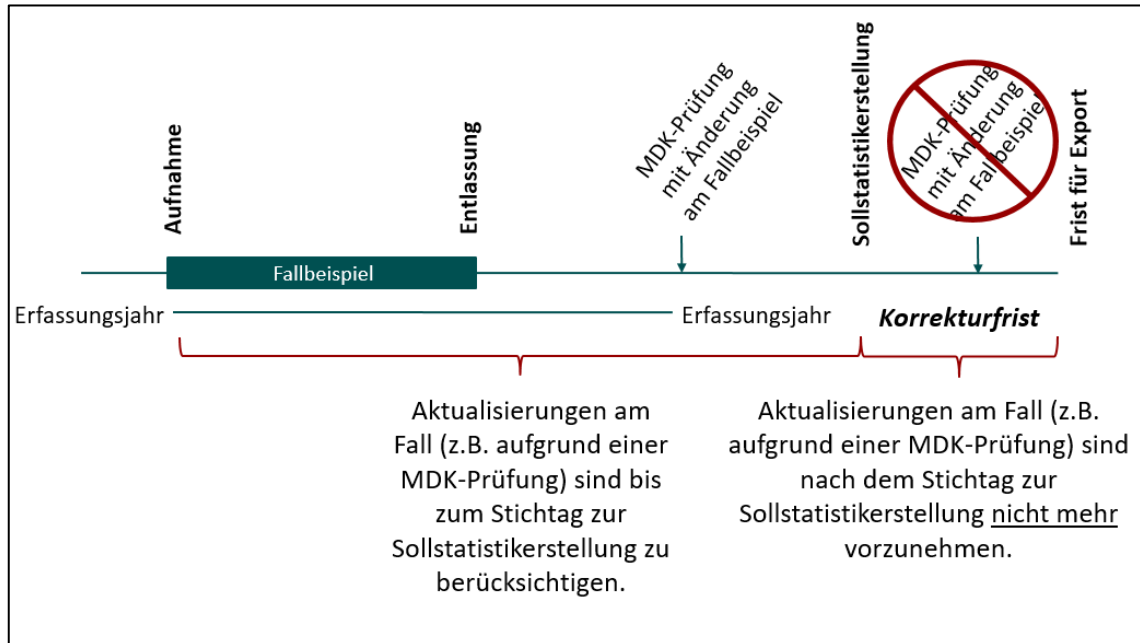 Aufnahme
Entlassung
MDK-Prüfung
mit Änderung
am Fallbeispiel
Sollstatistikerstellung
MDK-Prüfung
mit Änderung
am Fallbeispiel
Frist für Export
Fallbeispiel
Erfassungsjahr
Erfassungsjahr
Korrekturfrist
Aktualisierungen am
Fall (z.B. aufgrund einer
MDK-Prüfung) sind bis
zum Stichtag zur
Sollstatistikerstellung zu
berücksichtigen.
Aktualisierungen am Fall (z.B.
aufgrund einer MDK-Prüfung) sind
nach dem Stichtag zur
Sollstatistikerstellung nicht mehr
vorzunehmen.